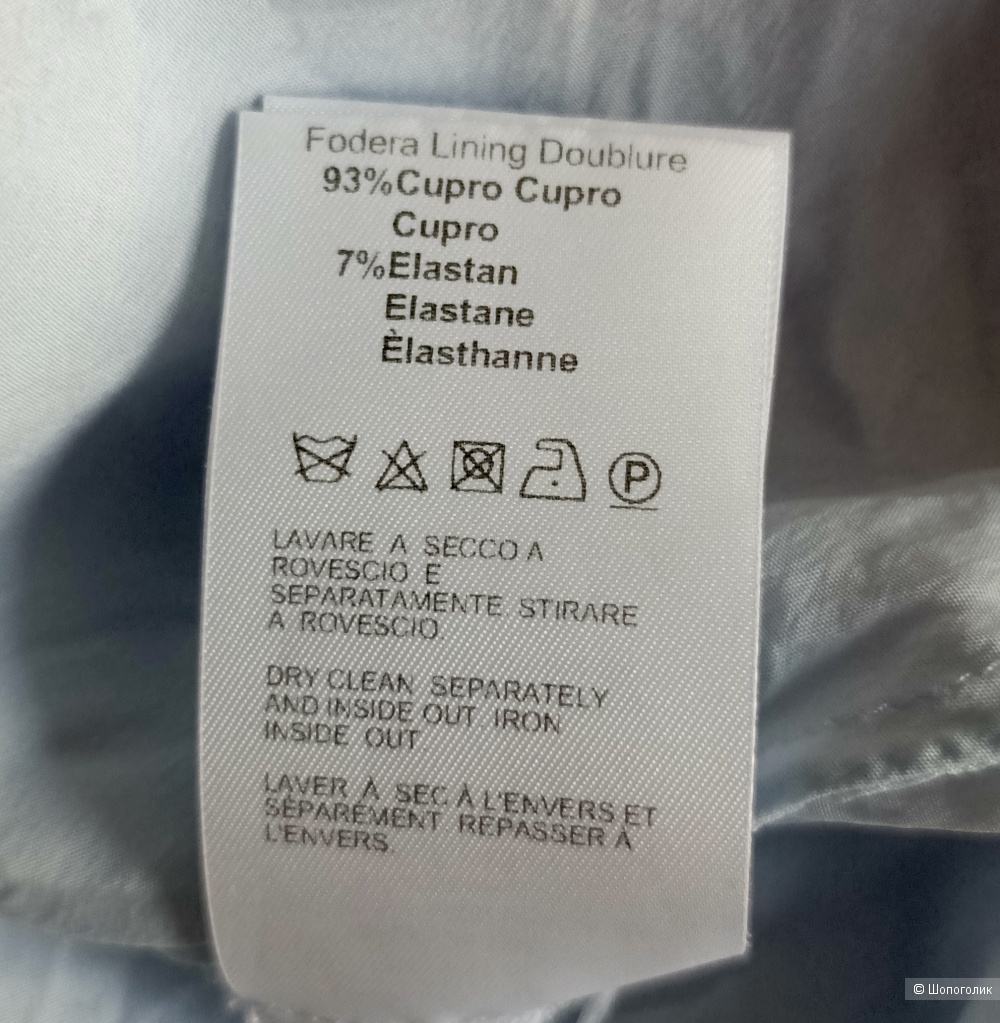 Fodera Lining Doublure
93%Cupro Cupro
Cupro
7%Elastan
Elastane
Èlasthanne
P
LAVARE A SECCO A
ROVESCIO E
SEPARATAMENTE STIRARE
A ROVESCIO
DRY CLEAN SEPARATELY
AND INSIDE OUT. IRON
INSIDE OUT
LAVER À SEC À L'ENVERS ET
SÉPARÉMENT REPASSER À
L'ENVERS.
© Шопоголик